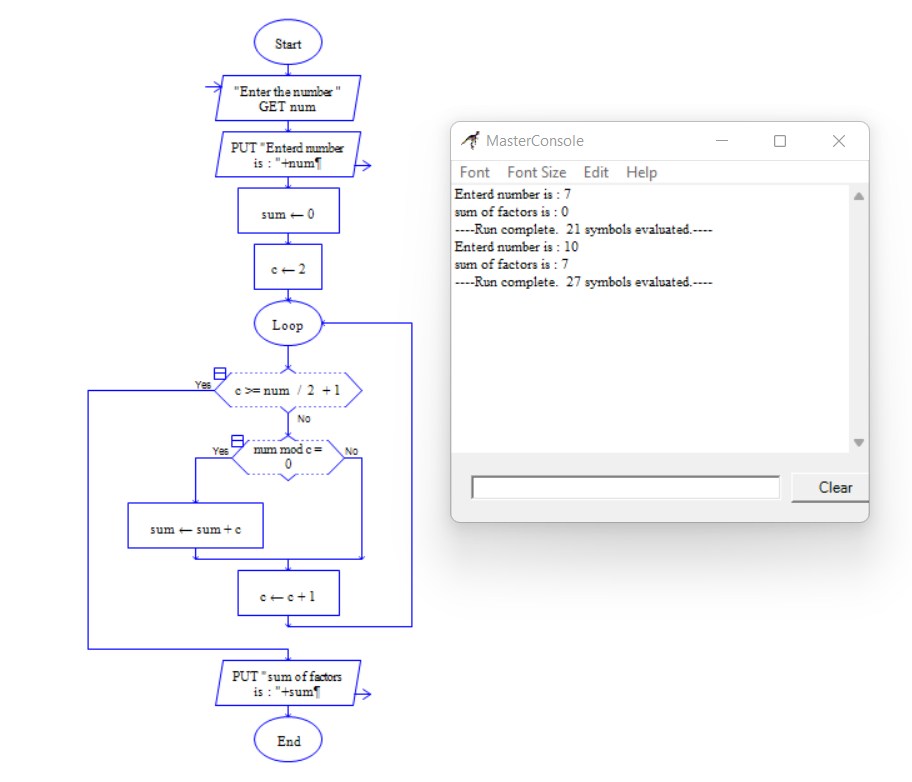 Start
"Enter the number "
GET num
PUT "Enterd number
is : "+num¶
sum ← 0
c ← 2
Loop
Yes
c >= num / 2 + 1
No
Yes
num mod c =
0
No
sum ← sum + c
c ← c + 1
PUT "sum of factors
is : "+sum¶
End
MasterConsole
Font Font Size Edit Help
Enterd number is : 7
sum of factors is : 0
----Run complete. 21 symbols evaluated.----
Enterd number is : 10
sum of factors is : 7
----Run complete. 27 symbols evaluated.----
Clear